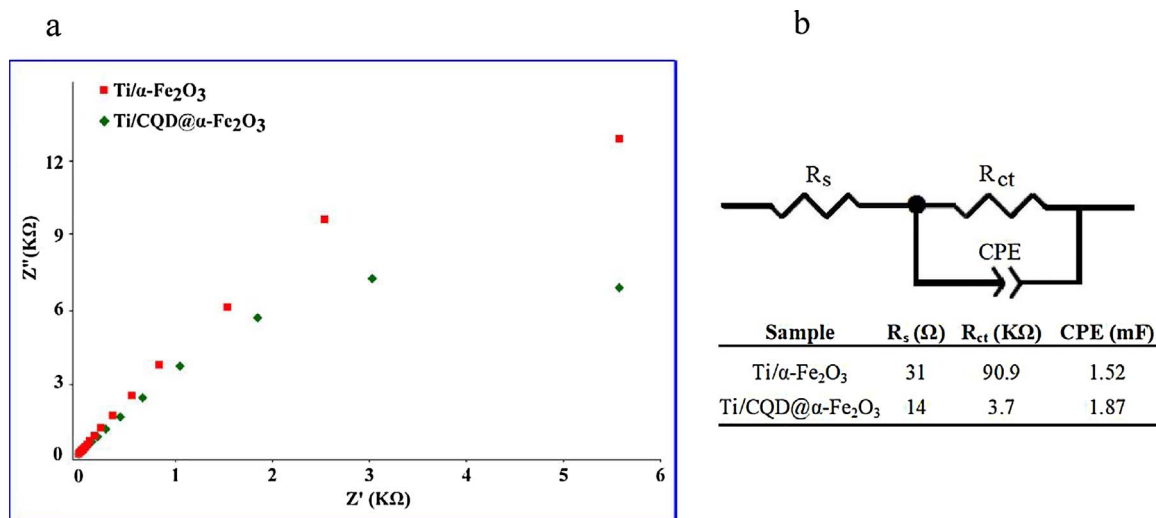 a
Ti/α-Fe₂O₃
Ti/CQD@α-Fe₂O₃
Z''(KΩ)
12
9
6
3
0
0 1 2 3 4 5 6
Z' (KΩ)
b
Rs Rct
CPE
Sample Rs (Ω) Rct (KΩ) CPE (mF)
Ti/α-Fe₂O₃ 31 90.9 1.52
Ti/CQD@α-Fe₂O₃ 14 3.7 1.87